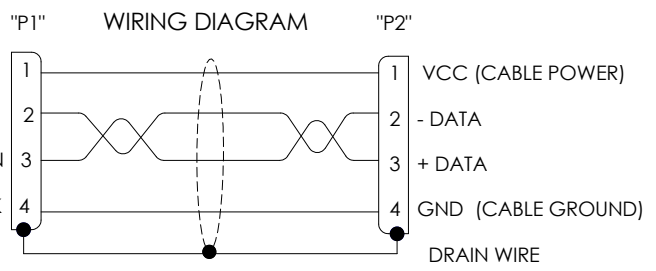 "P1" WIRING DIAGRAM "P2"
1 1 VCC (CABLE POWER)
2 2 - DATA
3 3 + DATA
4 4 GND (CABLE GROUND)
DRAIN WIRE